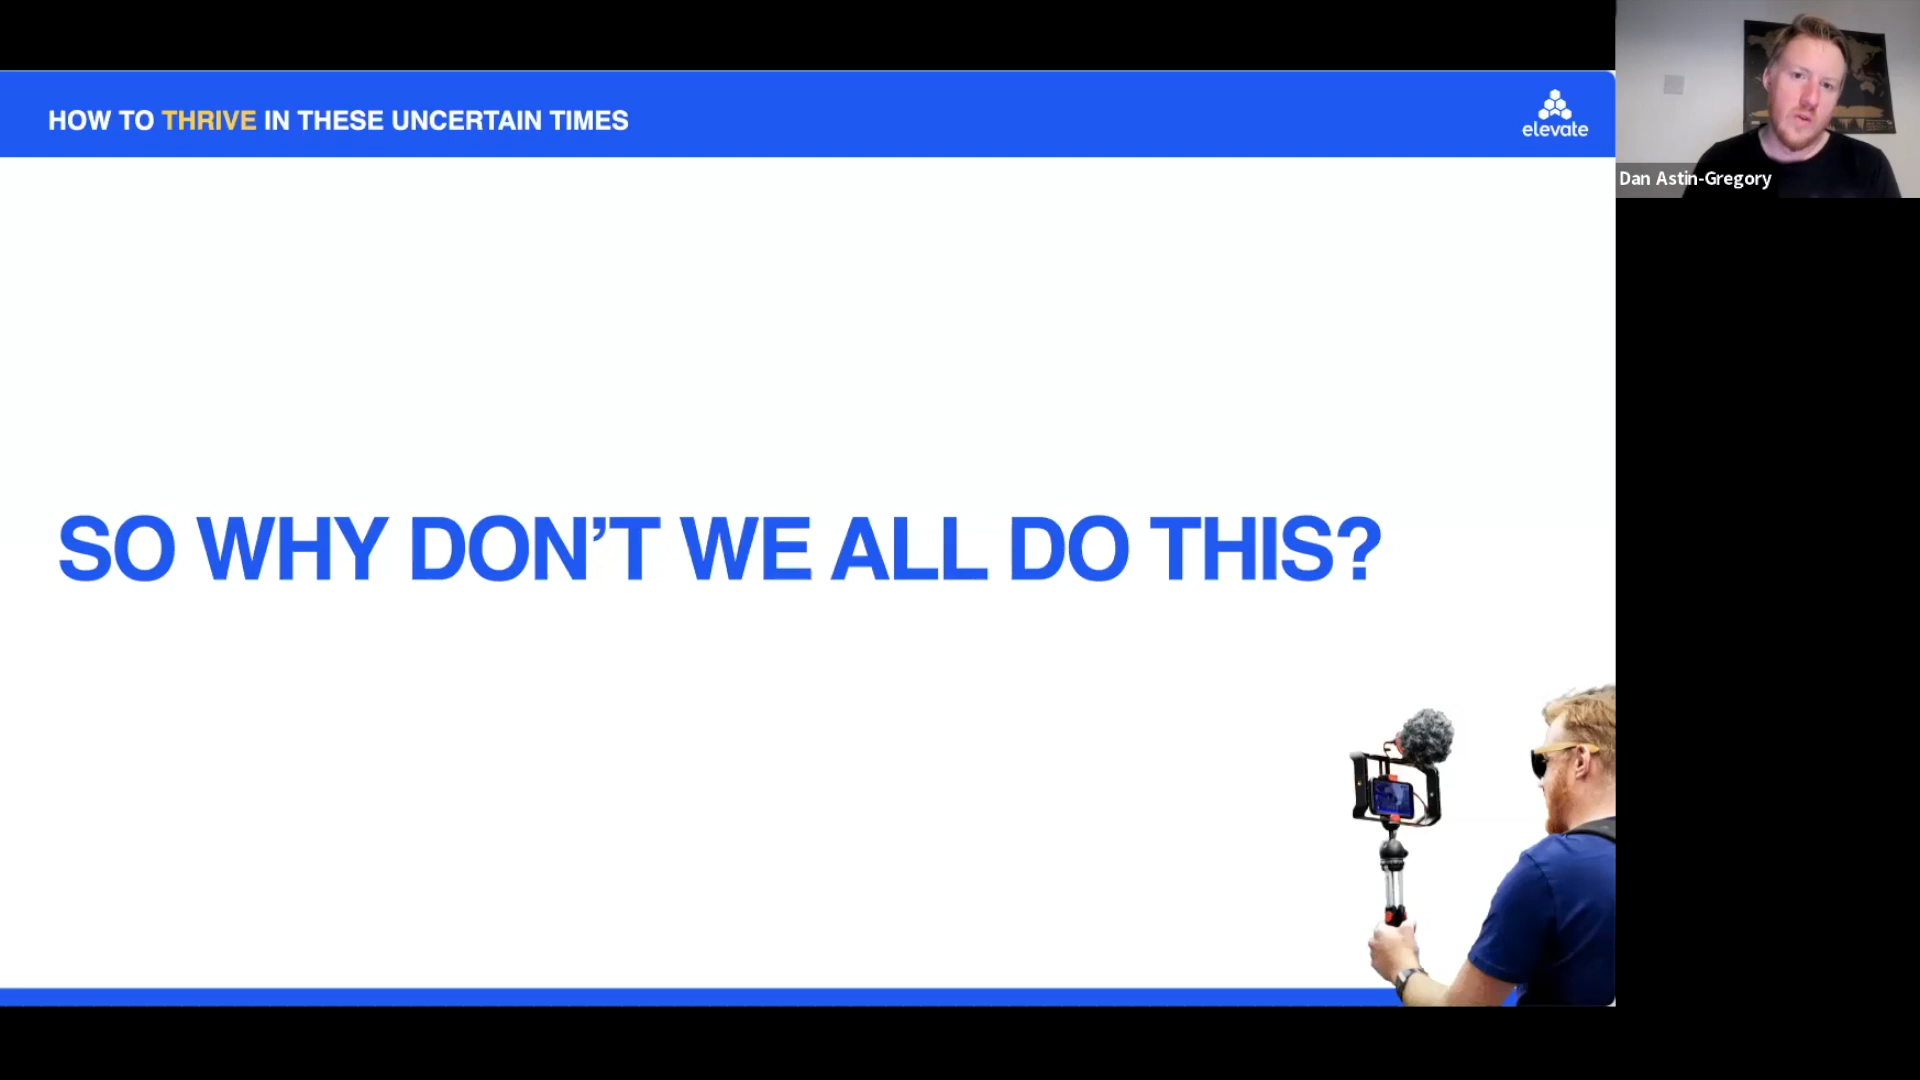 HOW TO THRIVE IN THESE UNCERTAIN TIMES
elevate
Dan Astin-Gregory
SO WHY DON’T WE ALL DO THIS?